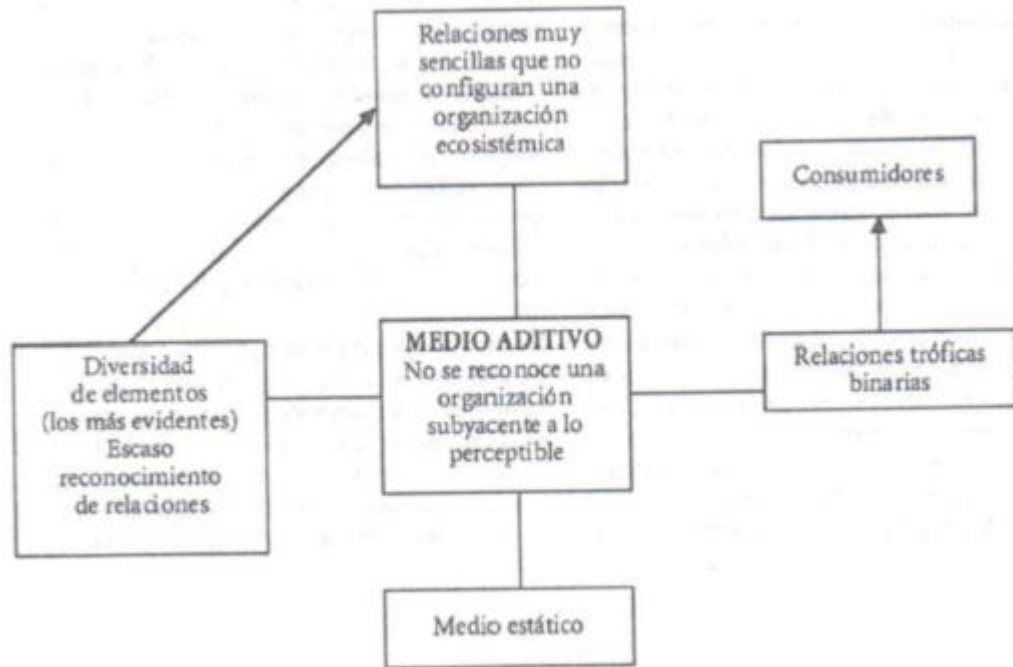 Relaciones muy
sencillas que no
configuran una
organización
ecosistémica
Consumidores
MEDIO ADITIVO
No se reconoce una
organización
subyacente a lo
perceptible
Relaciones tróficas
binarias
Diversidad
de elementos
(los más evidentes)
Escaso
reconocimiento
de relaciones
Medio estático